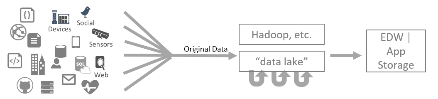 Social
Devices
Sensors
Web
Original Data
Hadoop, etc.
"data lake"
EDW |
App
Storage